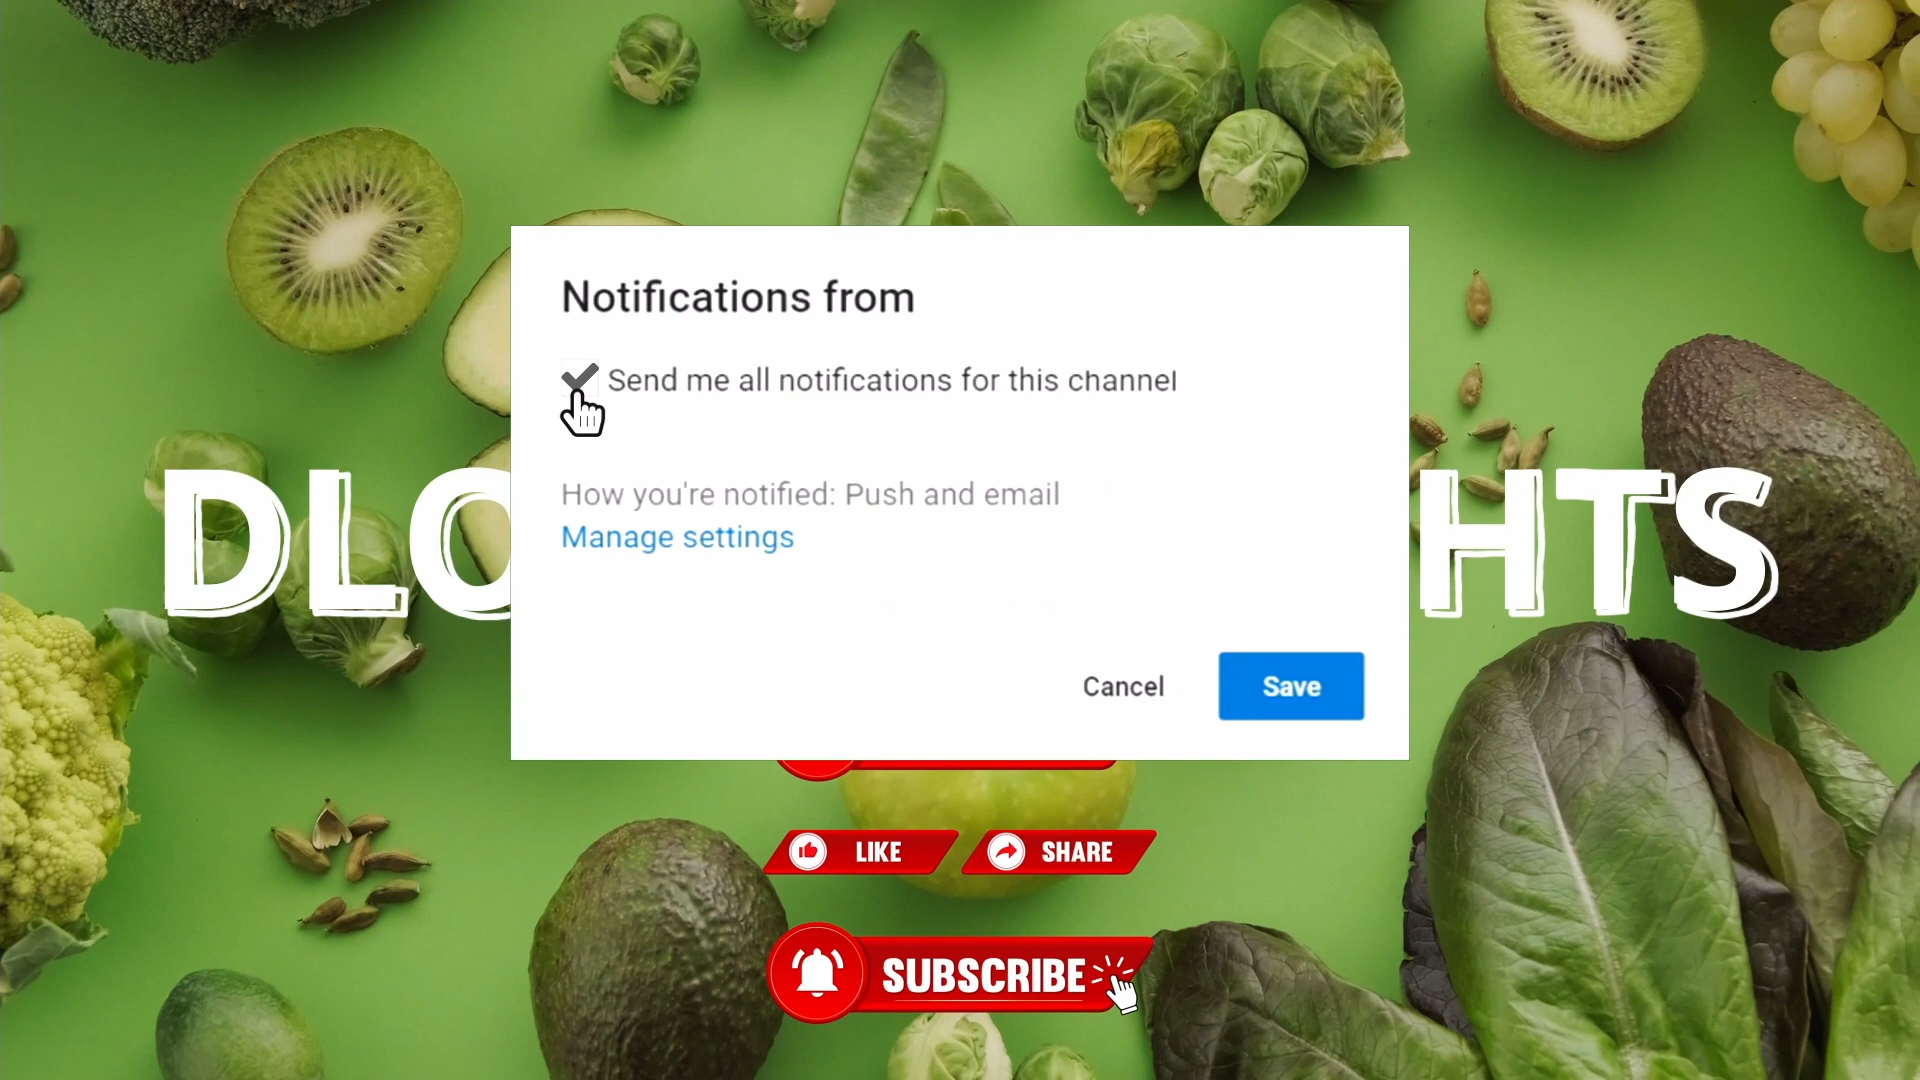 Notifications from
Send me all notifications for this channel
DLO
HTS
How you're notified: Push and email
Manage settings
Cancel
Save
LIKE
SHARE
SUBSCRIBE